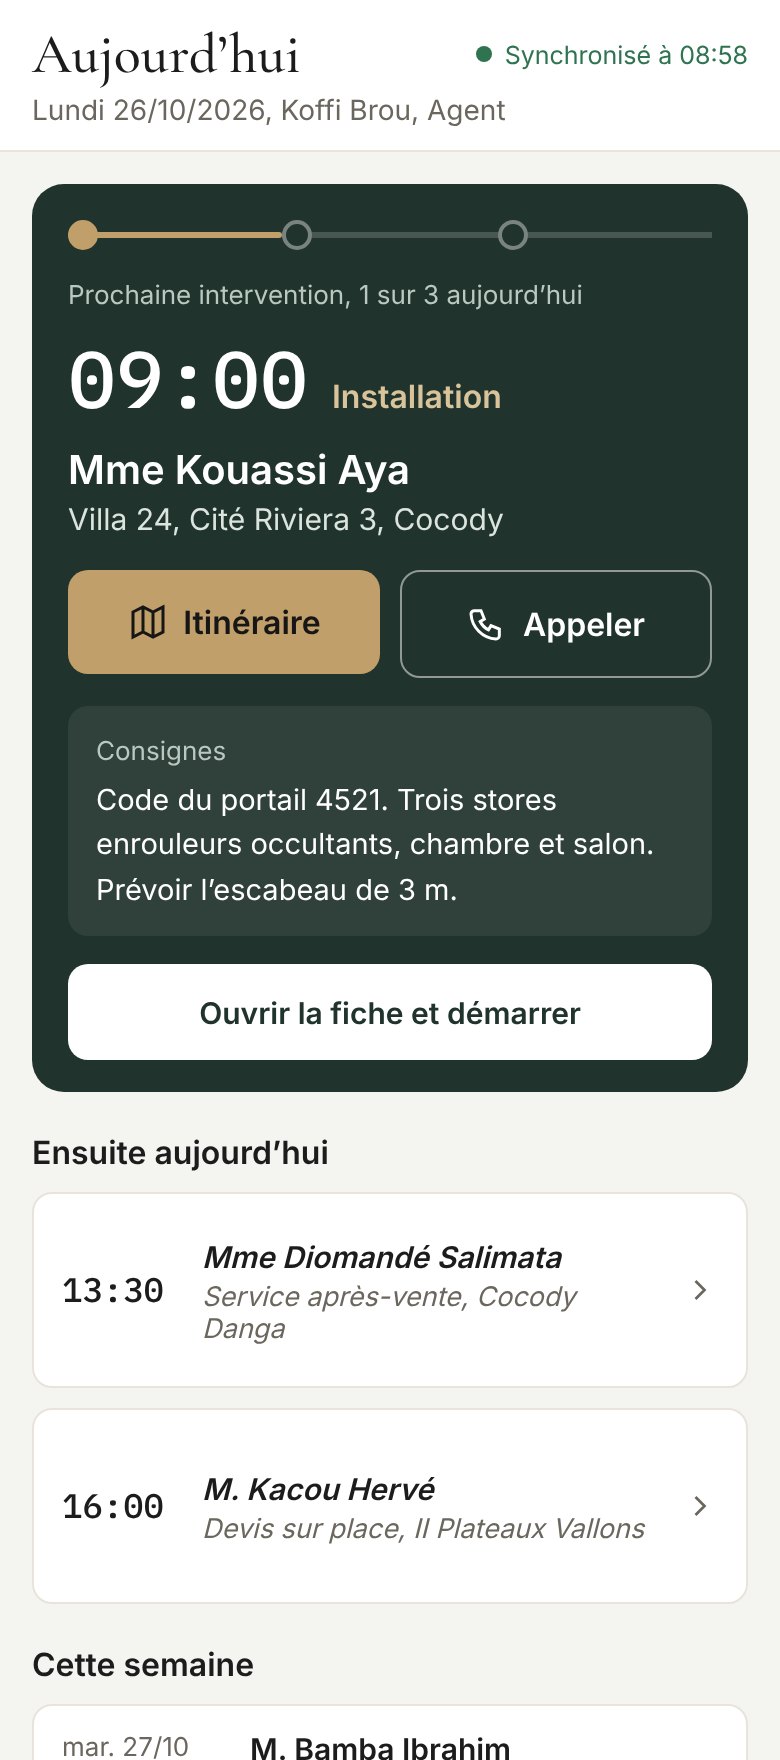 Aujourd’hui
Synchronisé à 08:58
Lundi 26/10/2026, Koffi Brou, Agent
Prochaine intervention, 1 sur 3 aujourd’hui
09:00 Installation
Mme Kouassi Aya
Villa 24, Cité Riviera 3, Cocody
Itinéraire
Appeler
Consignes
Code du portail 4521. Trois stores
enrouleurs occultants, chambre et salon.
Prévoir l’escabeau de 3 m.
Ouvrir la fiche et démarrer
Ensuite aujourd’hui
13:30
Mme Diomandé Salimata
Service après-vente, Cocody
Danga
16:00
M. Kacou Hervé
Devis sur place, II Plateaux Vallons
Cette semaine
mar. 27/10
M. Bamba Ibrahim